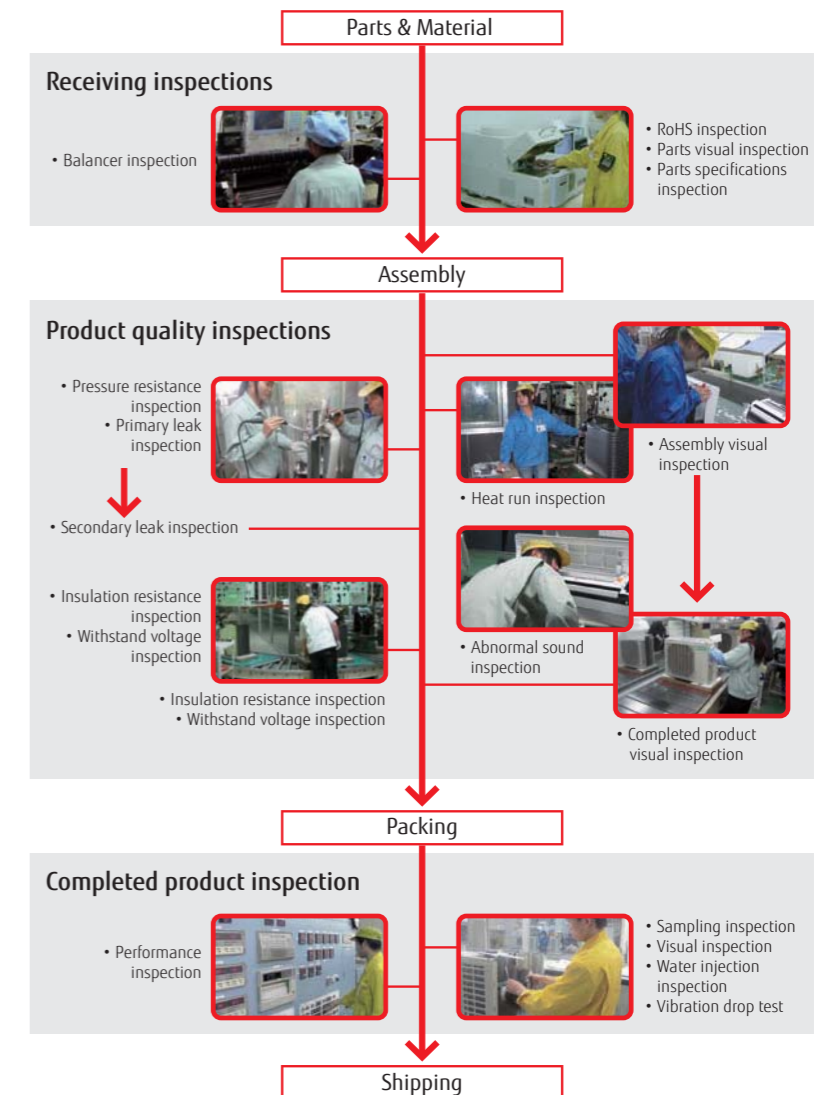 Parts & Material
Receiving inspections
• Balancer inspection
• RoHS inspection
• Parts visual inspection
• Parts specifications
inspection
Assembly
Product quality inspections
• Pressure resistance
inspection
• Primary leak
inspection
• Secondary leak inspection
• Heat run inspection
• Assembly visual
inspection
• Insulation resistance
inspection
• Withstand voltage
inspection
• Insulation resistance inspection
• Withstand voltage inspection
• Abnormal sound
inspection
• Completed product
visual inspection
Packing
Completed product inspection
• Performance
inspection
• Sampling inspection
• Visual inspection
• Water injection
inspection
• Vibration drop test
Shipping